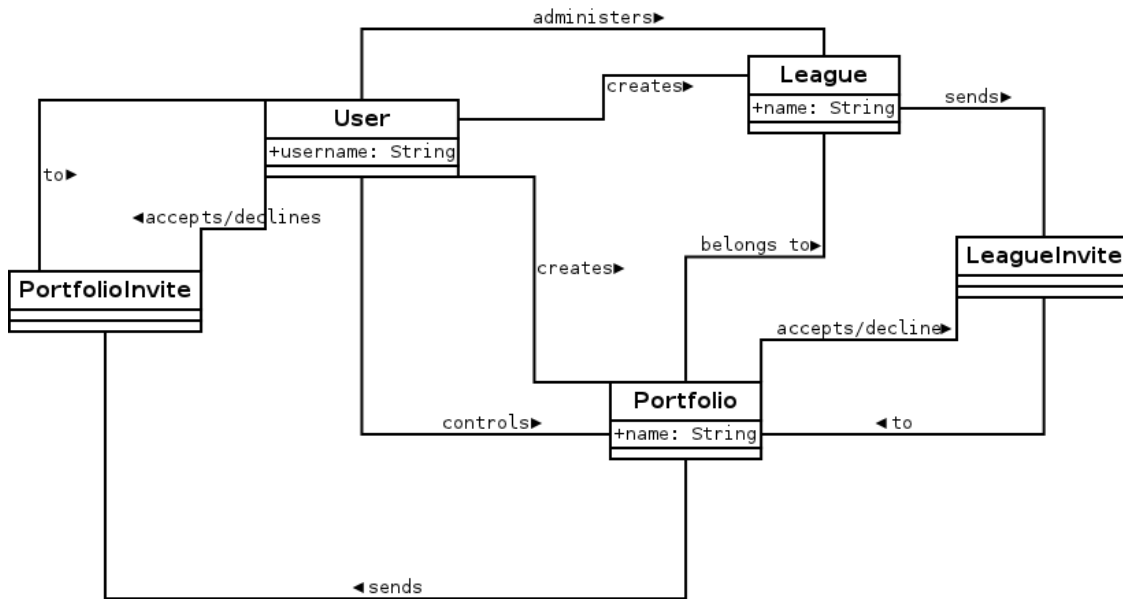 administers►
League
creates►
+name: String
sends►
User
+username: String
to►
◄accepts/declines
belongs to►
LeagueInvite
creates►
PortfolioInvite
accepts/decline►
Portfolio
controls►
+name: String
◄to
◄sends